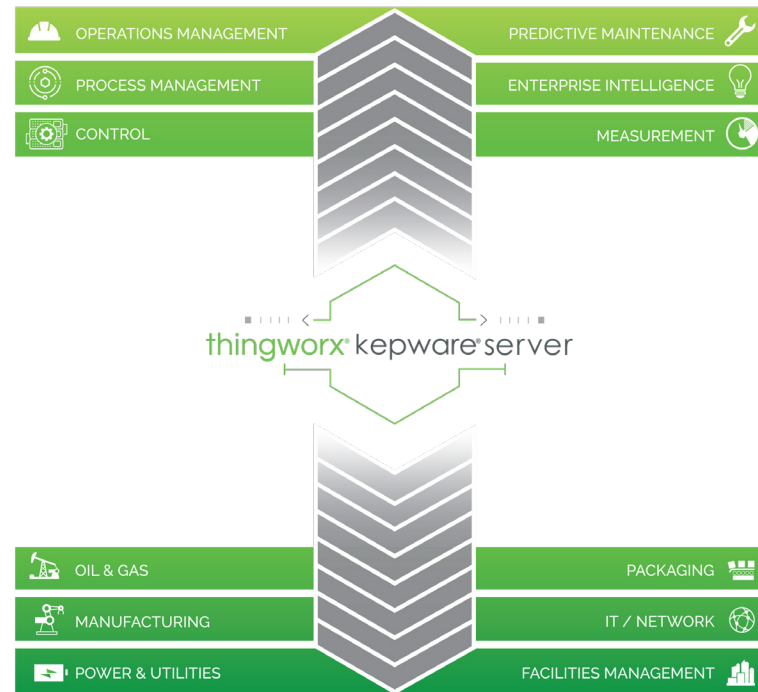 OPERATIONS MANAGEMENT
PREDICTIVE MAINTENANCE
PROCESS MANAGEMENT
ENTERPRISE INTELLIGENCE
CONTROL
MEASUREMENT
thingworx® kepware® server
OIL & GAS
PACKAGING
MANUFACTURING
IT / NETWORK
POWER & UTILITIES
FACILITIES MANAGEMENT